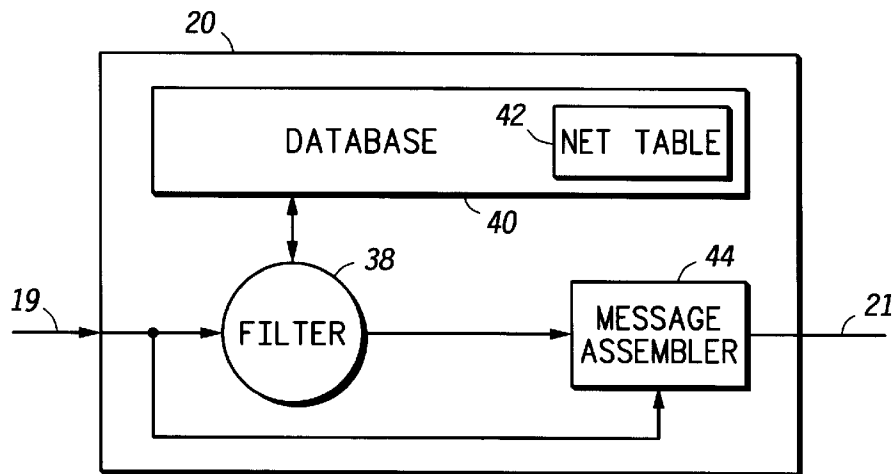 20
42
NET TABLE
DATABASE
40
38
44
19
21
FILTER
MESSAGE
ASSEMBLER